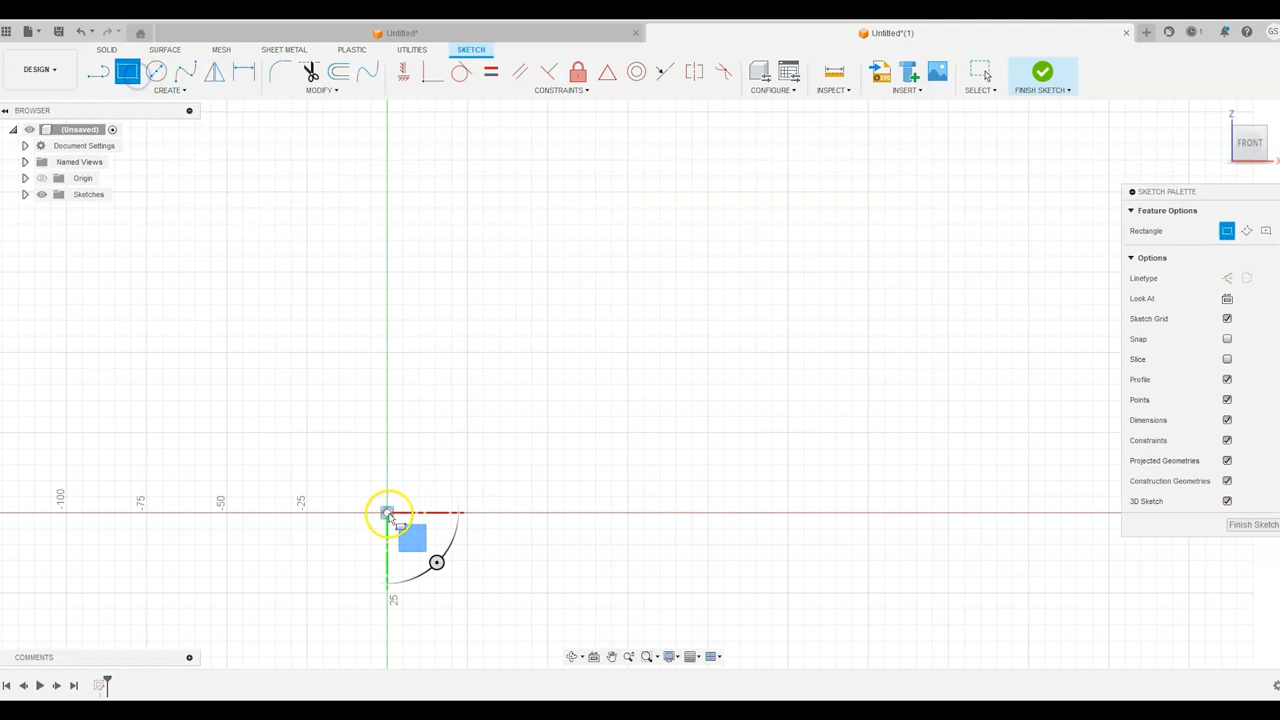 Untitled*
Untitled*(1)
1
GS
DESIGN
SOLID
SURFACE
MESH
SHEET METAL
PLASTIC
UTILITIES
SKETCH
CREATE
MODIFY
CONSTRAINTS
CONFIGURE
INSPECT
INSERT
SELECT
FINISH SKETCH
BROWSER
(Unsaved)
Document Settings
Named Views
Origin
Sketches
Z
FRONT
X
SKETCH PALETTE
Feature Options
Rectangle
Options
Linetype
Look At
Sketch Grid
Snap
Slice
Profile
Points
Dimensions
Constraints
Projected Geometries
Construction Geometries
3D Sketch
Finish Sketch
-100
-75
-50
-25
25
COMMENTS